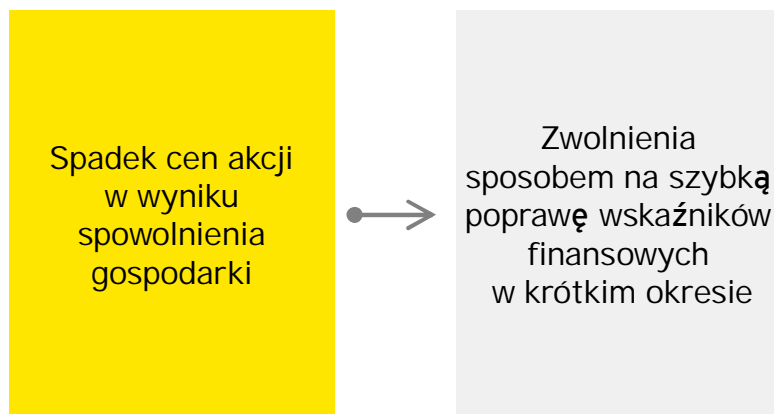 Spadek cen akcji
w wyniku
spowolnienia
gospodarki
Zwolnienia
sposobem na szybką
poprawę wskaźników
finansowych
w krótkim okresie